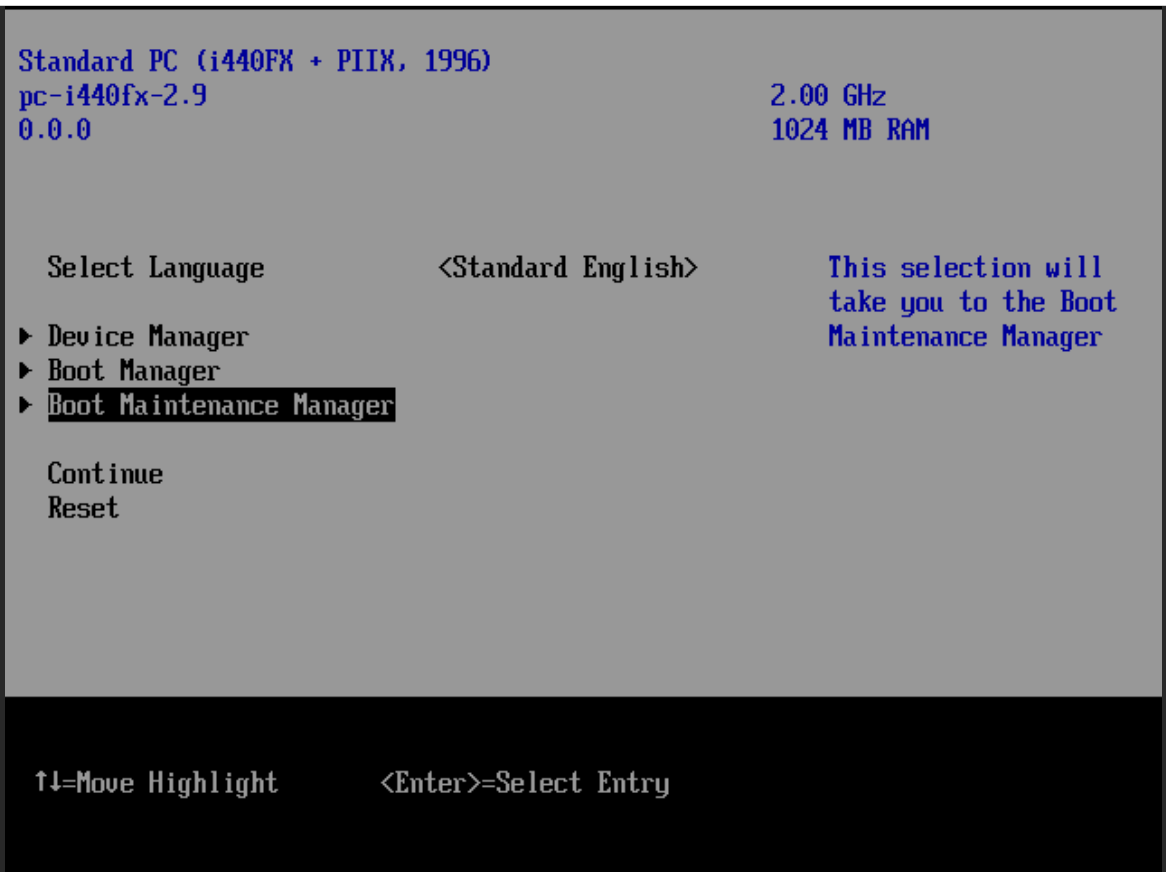 Standard PC (i440FX + PIIX, 1996)
pc-i440fx-2.9 2.00 GHz
0.0.0 1024 MB RAM
Select Language <Standard English> This selection will
take you to the Boot
▶ Device Manager Maintenance Manager
▶ Boot Manager
▶ Boot Maintenance Manager
Continue
Reset
↑↓=Move Highlight <Enter>=Select Entry